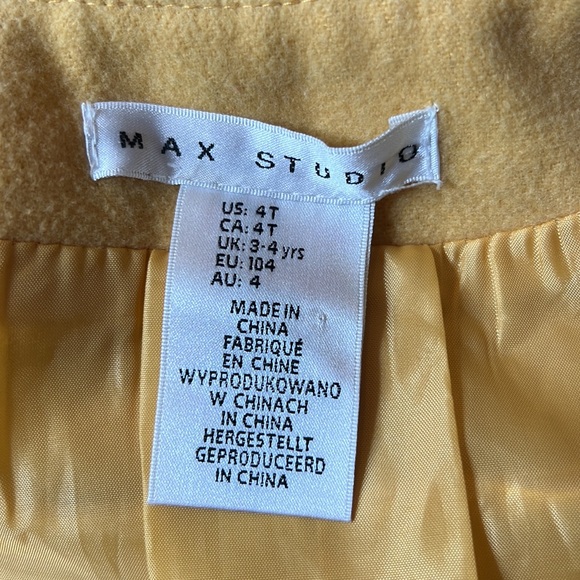 MAX STUDIO
US: 4T
CA: 4T
UK: 3-4 yrs
EU: 104
AU: 4
MADE IN
CHINA
FABRIQUÉ
EN CHINE
WYPRODUKOWANO
W CHINACH
IN CHINA
HERGESTELLT
GEPRODUCEERD
IN CHINA